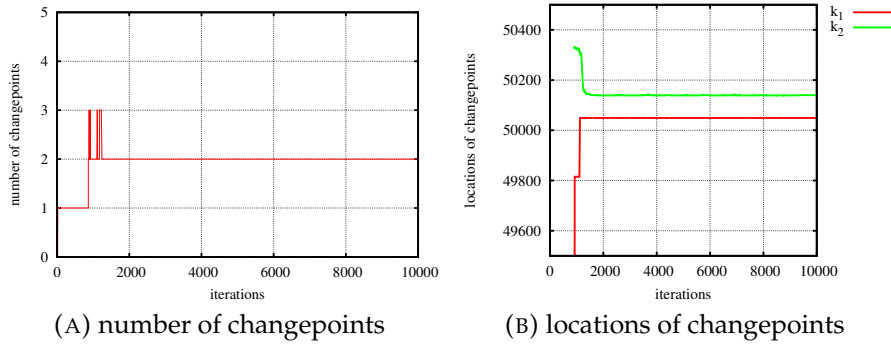 number of changepoints
5
4
3
2
1
0
0 2000 4000 6000 8000 10000
iterations
(A) number of changepoints
locations of changepoints
50400
50200
50000
49800
49600
0 2000 4000 6000 8000 10000
iterations
k1
k2
(B) locations of changepoints